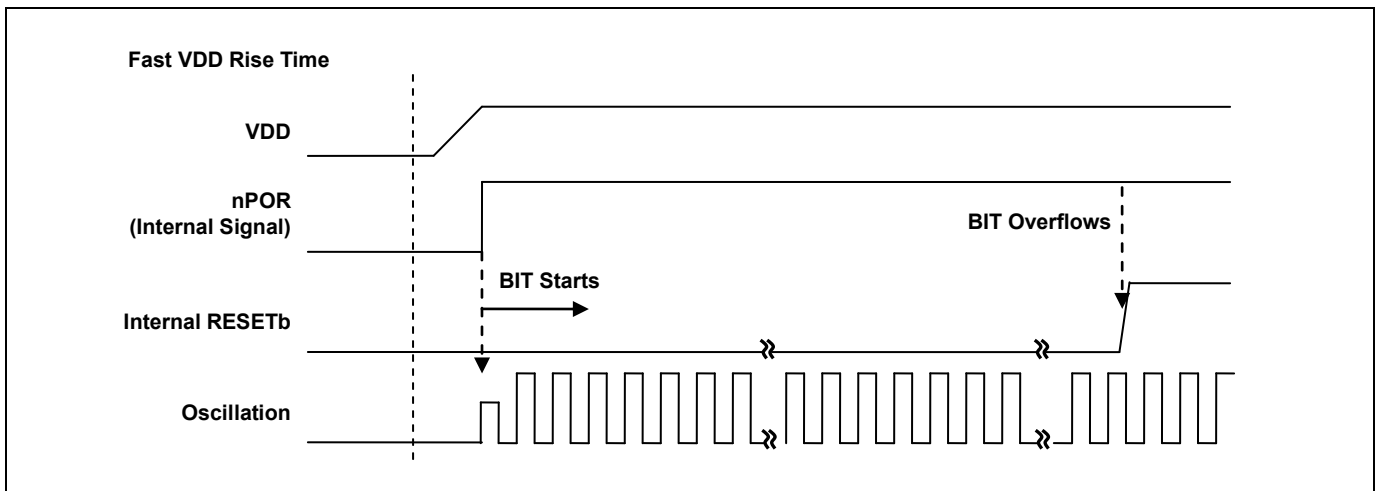 Fast VDD Rise Time
VDD
nPOR
(Internal Signal)
BIT Overflows
BIT Starts
Internal RESETb
Oscillation